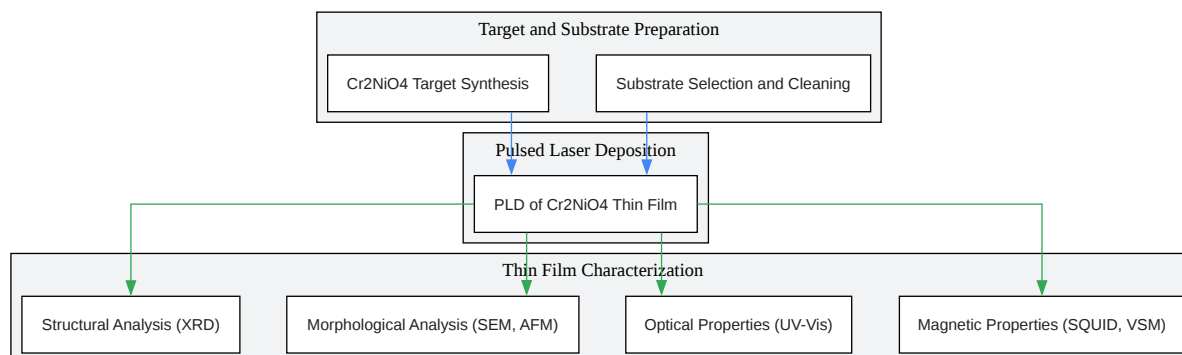 Target and Substrate Preparation
Cr2NiO4 Target Synthesis
Substrate Selection and Cleaning
Pulsed Laser Deposition
PLD of Cr2NiO4 Thin Film
Thin Film Characterization
Structural Analysis (XRD)
Morphological Analysis (SEM, AFM)
Optical Properties (UV-Vis)
Magnetic Properties (SQUID, VSM)